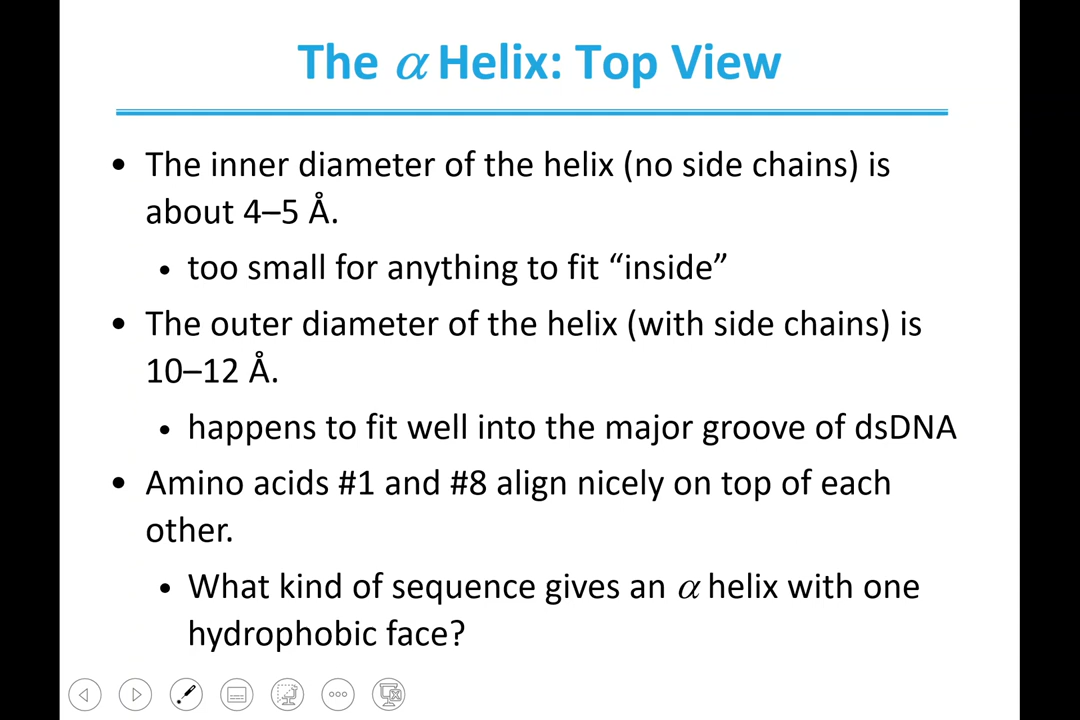 The α Helix: Top View
• The inner diameter of the helix (no side chains) is
about 4–5 Å.
• too small for anything to fit “inside”
• The outer diameter of the helix (with side chains) is
10–12 Å.
• happens to fit well into the major groove of dsDNA
• Amino acids #1 and #8 align nicely on top of each
other.
• What kind of sequence gives an α helix with one
hydrophobic face?